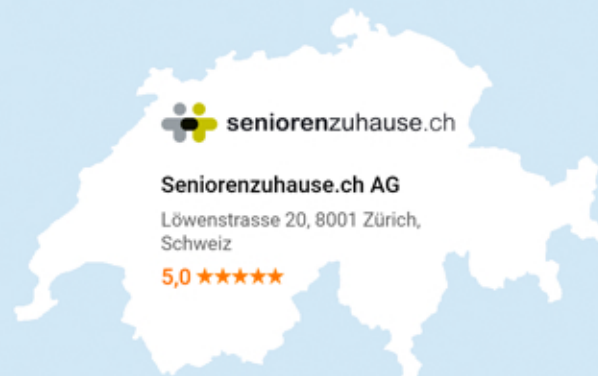 seniorenzuhause.ch
Seniorenzuhause.ch AG
Löwenstrasse 20, 8001 Zürich,
Schweiz
5,0 ★★★★★